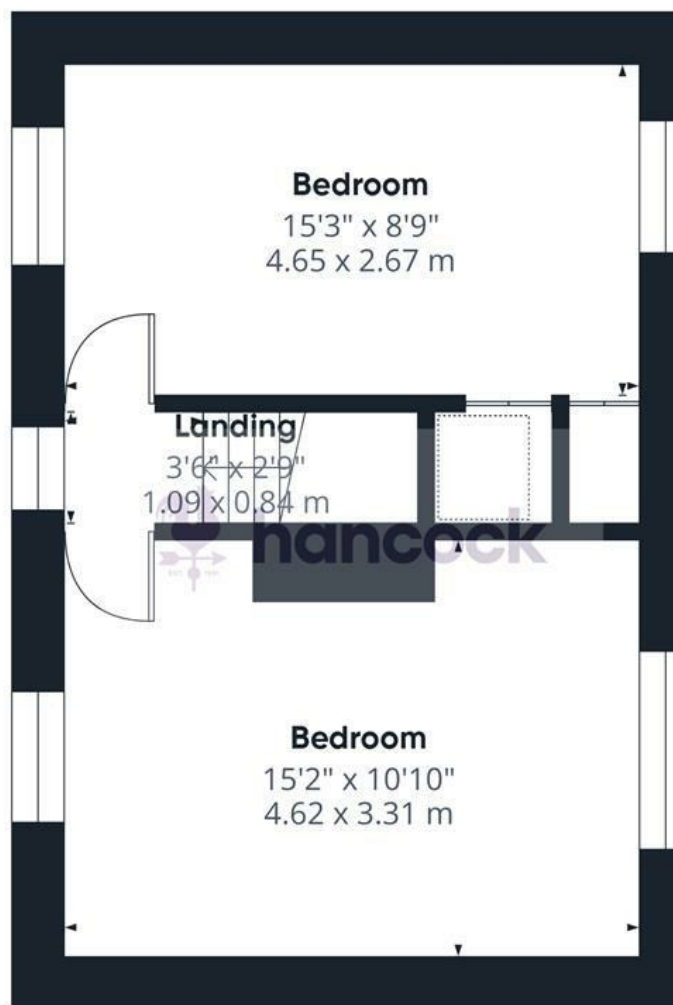 Bedroom
15'3" x 8'9"
4.65 x 2.67 m
Landing
3'6" x 2'9"
1.09 x 0.84 m
hancock
Bedroom
15'2" x 10'10"
4.62 x 3.31 m